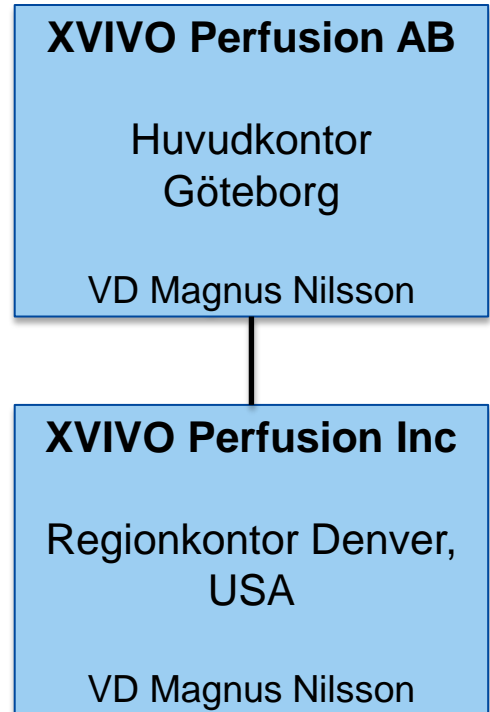 XVIVO Perfusion AB
Huvudkontor
Göteborg
VD Magnus Nilsson
XVIVO Perfusion Inc
Regionkontor Denver,
USA
VD Magnus Nilsson